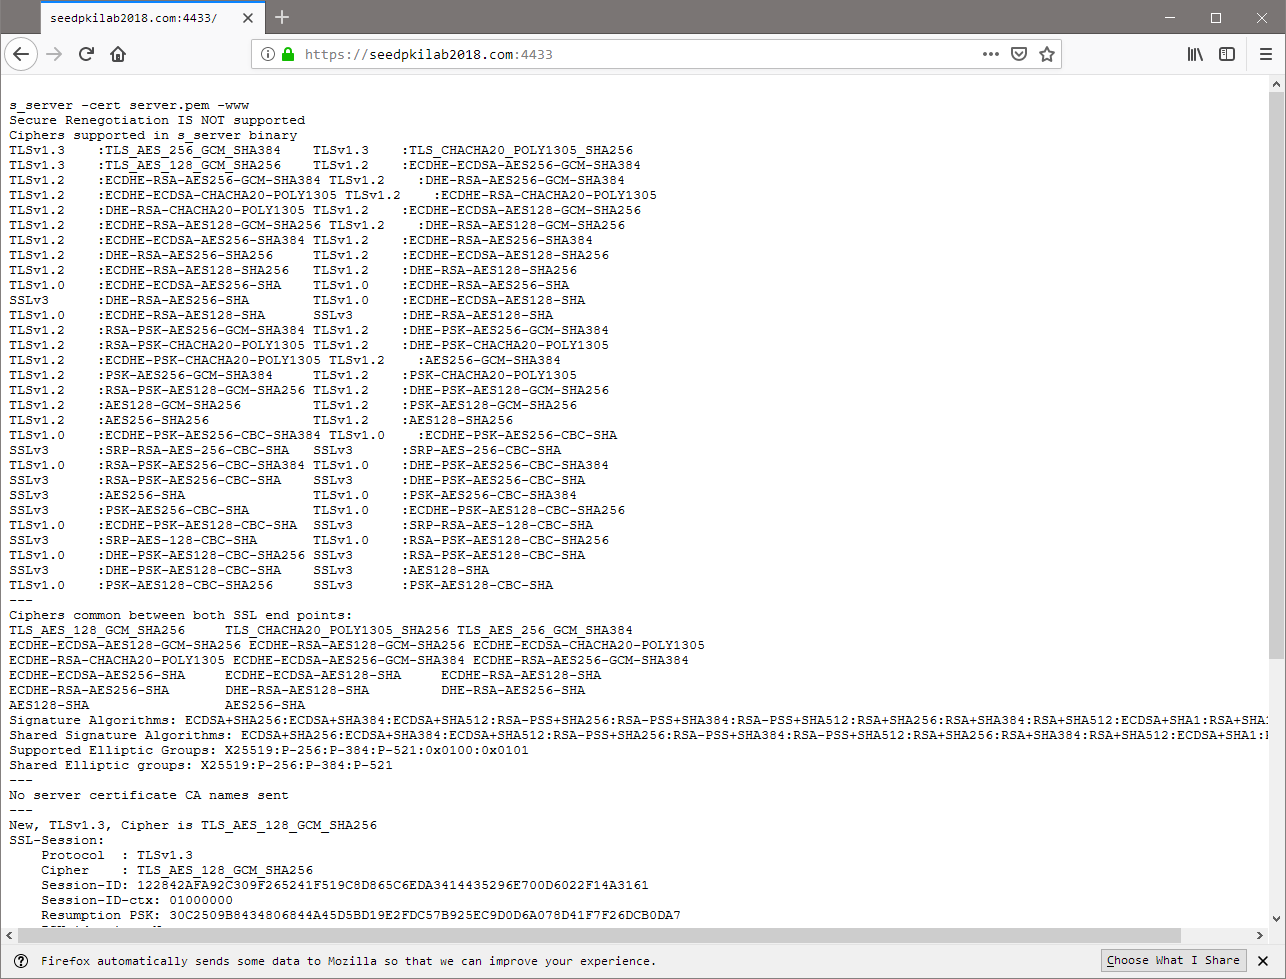 seedpkilab2018.com:4433/
https://seedpkilab2018.com:4433
s_server -cert server.pem -www
Secure Renegotiation IS NOT supported
Ciphers supported in s_server binary
TLSv1.3    :TLS_AES_256_GCM_SHA384    TLSv1.3    :TLS_CHACHA20_POLY1305_SHA256
TLSv1.3    :TLS_AES_128_GCM_SHA256    TLSv1.2    :ECDHE-ECDSA-AES256-GCM-SHA384
TLSv1.2    :ECDHE-RSA-AES256-GCM-SHA384 TLSv1.2    :DHE-RSA-AES256-GCM-SHA384
TLSv1.2    :ECDHE-ECDSA-CHACHA20-POLY1305 TLSv1.2    :ECDHE-RSA-CHACHA20-POLY1305
TLSv1.2    :DHE-RSA-CHACHA20-POLY1305 TLSv1.2    :ECDHE-ECDSA-AES128-GCM-SHA256
TLSv1.2    :ECDHE-RSA-AES128-GCM-SHA256 TLSv1.2    :DHE-RSA-AES128-GCM-SHA256
TLSv1.2    :ECDHE-ECDSA-AES256-SHA384 TLSv1.2    :ECDHE-RSA-AES256-SHA384
TLSv1.2    :DHE-RSA-AES256-SHA256     TLSv1.2    :ECDHE-ECDSA-AES128-SHA256
TLSv1.2    :ECDHE-RSA-AES128-SHA256   TLSv1.2    :DHE-RSA-AES128-SHA256
TLSv1.0    :ECDHE-ECDSA-AES256-SHA    TLSv1.0    :ECDHE-RSA-AES256-SHA
SSLv3      :DHE-RSA-AES256-SHA        TLSv1.0    :ECDHE-ECDSA-AES128-SHA
TLSv1.0    :ECDHE-RSA-AES128-SHA      SSLv3      :DHE-RSA-AES128-SHA
TLSv1.2    :RSA-PSK-AES256-GCM-SHA384 TLSv1.2    :DHE-PSK-AES256-GCM-SHA384
TLSv1.2    :RSA-PSK-CHACHA20-POLY1305 TLSv1.2    :DHE-PSK-CHACHA20-POLY1305
TLSv1.2    :ECDHE-PSK-CHACHA20-POLY1305 TLSv1.2    :AES256-GCM-SHA384
TLSv1.2    :PSK-AES256-GCM-SHA384     TLSv1.2    :PSK-CHACHA20-POLY1305
TLSv1.2    :RSA-PSK-AES128-GCM-SHA256 TLSv1.2    :DHE-PSK-AES128-GCM-SHA256
TLSv1.2    :AES128-GCM-SHA256         TLSv1.2    :PSK-AES128-GCM-SHA256
TLSv1.2    :AES256-SHA256             TLSv1.2    :AES128-SHA256
TLSv1.0    :ECDHE-PSK-AES256-CBC-SHA384 TLSv1.0    :ECDHE-PSK-AES256-CBC-SHA
SSLv3      :SRP-RSA-AES-256-CBC-SHA   SSLv3      :SRP-AES-256-CBC-SHA
TLSv1.0    :RSA-PSK-AES256-CBC-SHA384 TLSv1.0    :DHE-PSK-AES256-CBC-SHA384
SSLv3      :RSA-PSK-AES256-CBC-SHA    SSLv3      :DHE-PSK-AES256-CBC-SHA
SSLv3      :AES256-SHA                TLSv1.0    :PSK-AES256-CBC-SHA384
SSLv3      :PSK-AES256-CBC-SHA        TLSv1.0    :ECDHE-PSK-AES128-CBC-SHA256
TLSv1.0    :ECDHE-PSK-AES128-CBC-SHA  SSLv3      :SRP-RSA-AES-128-CBC-SHA
SSLv3      :SRP-AES-128-CBC-SHA       TLSv1.0    :RSA-PSK-AES128-CBC-SHA256
TLSv1.0    :DHE-PSK-AES128-CBC-SHA256 SSLv3      :RSA-PSK-AES128-CBC-SHA
SSLv3      :DHE-PSK-AES128-CBC-SHA    SSLv3      :AES128-SHA
TLSv1.0    :PSK-AES128-CBC-SHA256     SSLv3      :PSK-AES128-CBC-SHA
---
Ciphers common between both SSL end points:
TLS_AES_128_GCM_SHA256     TLS_CHACHA20_POLY1305_SHA256 TLS_AES_256_GCM_SHA384
ECDHE-ECDSA-AES128-GCM-SHA256 ECDHE-RSA-AES128-GCM-SHA256 ECDHE-ECDSA-CHACHA20-POLY1305
ECDHE-RSA-CHACHA20-POLY1305 ECDHE-ECDSA-AES256-GCM-SHA384 ECDHE-RSA-AES256-GCM-SHA384
ECDHE-ECDSA-AES256-SHA     ECDHE-ECDSA-AES128-SHA     ECDHE-RSA-AES128-SHA
ECDHE-RSA-AES256-SHA       DHE-RSA-AES128-SHA         DHE-RSA-AES256-SHA
AES128-SHA                 AES256-SHA
Signature Algorithms: ECDSA+SHA256:ECDSA+SHA384:ECDSA+SHA512:RSA-PSS+SHA256:RSA-PSS+SHA384:RSA-PSS+SHA512:RSA+SHA256:RSA+SHA384:RSA+SHA512:ECDSA+SHA1:RSA+SHA
Shared Signature Algorithms: ECDSA+SHA256:ECDSA+SHA384:ECDSA+SHA512:RSA-PSS+SHA256:RSA-PSS+SHA384:RSA-PSS+SHA512:RSA+SHA256:RSA+SHA384:RSA+SHA512:ECDSA+SHA1:
Supported Elliptic Groups: X25519:P-256:P-384:P-521:0x0100:0x0101
Shared Elliptic groups: X25519:P-256:P-384:P-521
---
No server certificate CA names sent
---
New, TLSv1.3, Cipher is TLS_AES_128_GCM_SHA256
SSL-Session:
    Protocol  : TLSv1.3
    Cipher    : TLS_AES_128_GCM_SHA256
    Session-ID: 122842AFA92C309F265241F519C8D865C6EDA3414435296E700D6022F14A3161
    Session-ID-ctx: 01000000
    Resumption PSK: 30C2509B8434806844A45D5BD19E2FDC57B925EC9D0D6A078D41F7F26DCB0DA7
Firefox automatically sends some data to Mozilla so that we can improve your experience.
Choose What I Share